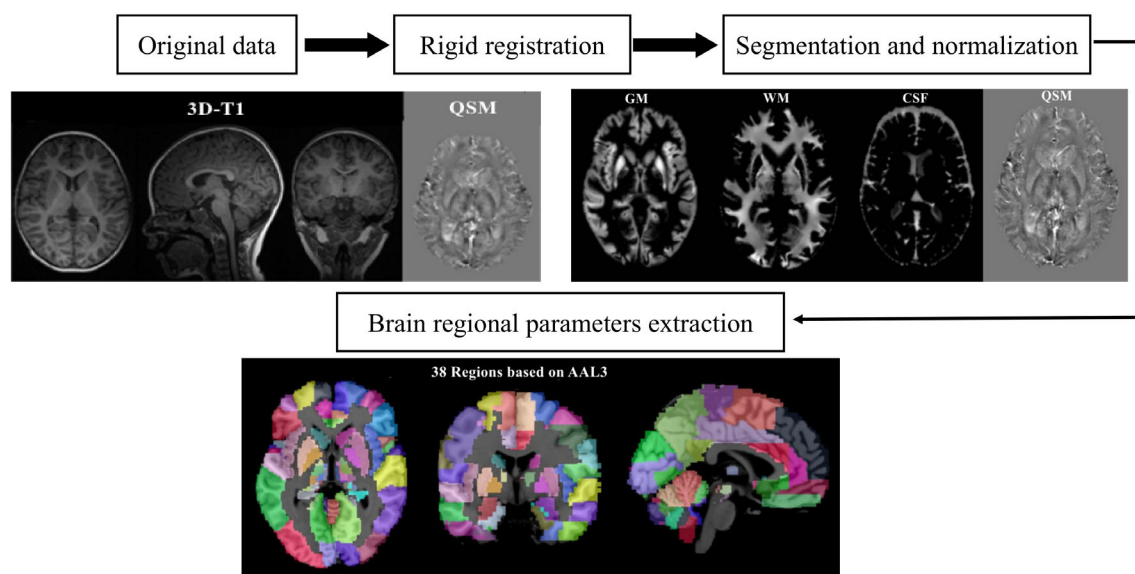 Original data
Rigid registration
Segmentation and normalization
3D-T1
QSM
GM
WM
CSF
QSM
Brain regional parameters extraction
38 Regions based on AAL3